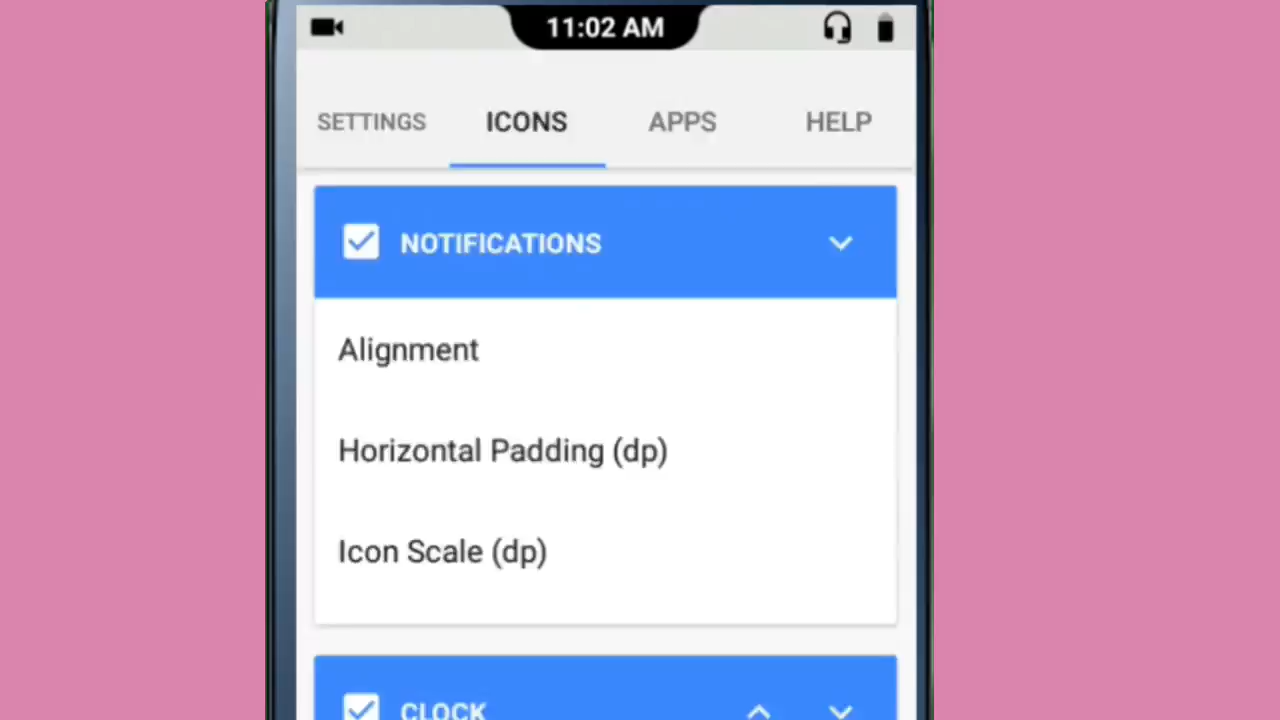 11:02 AM
SETTINGS ICONS APPS HELP
NOTIFICATIONS
Alignment
Horizontal Padding (dp)
Icon Scale (dp)
CLOCK